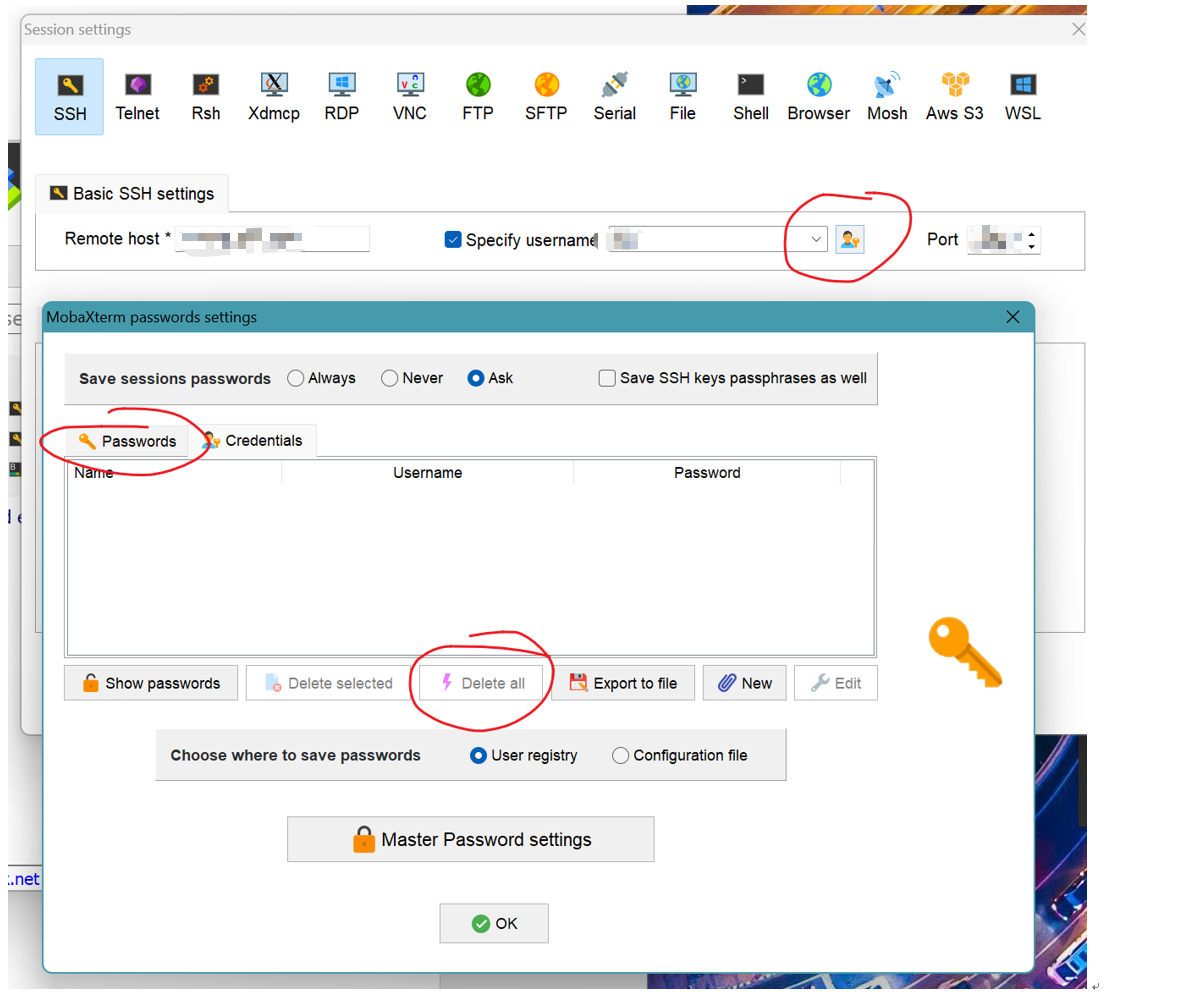 Session settings
SSH
Telnet
Rsh
Xdmcp
RDP
VNC
FTP
SFTP
Serial
File
Shell
Browser
Mosh
Aws S3
WSL
Basic SSH settings
Remote host *
Specify username
Port
MobaXterm passwords settings
Save sessions passwords
Always
Never
Ask
Save SSH keys passphrases as well
Passwords
Credentials
Name
Username
Password
Show passwords
Delete selected
Delete all
Export to file
New
Edit
Choose where to save passwords
User registry
Configuration file
Master Password settings
.net
OK